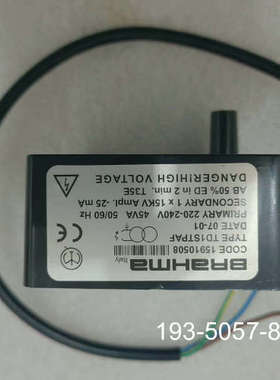 BRAHMA Italy
CODE 15910508
TYPE TD1STPAF
DATE 07-01
PRIMARY 220-240V 45VA 50/60 Hz
SECONDARY 1 x 15KV Ampl. -25 mA
AB 50% ED in 2 min. T35E
DANGER!HIGH VOLTAGE
193-5057-8